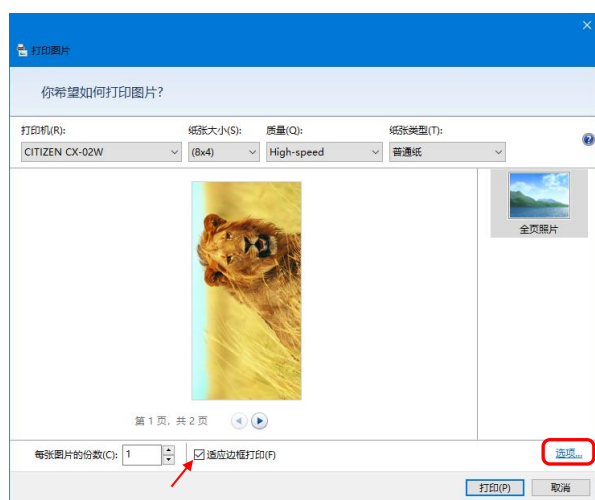 打印图片
你希望如何打印图片?
打印机(R): 纸张大小(S): 质量(Q): 纸张类型(T):
CITIZEN CX-02W (8x4) High-speed 普通纸
全页照片
第 1 页, 共 2 页
每张图片的份数(C): 1 适应边框打印(F) 选项...
打印(P) 取消